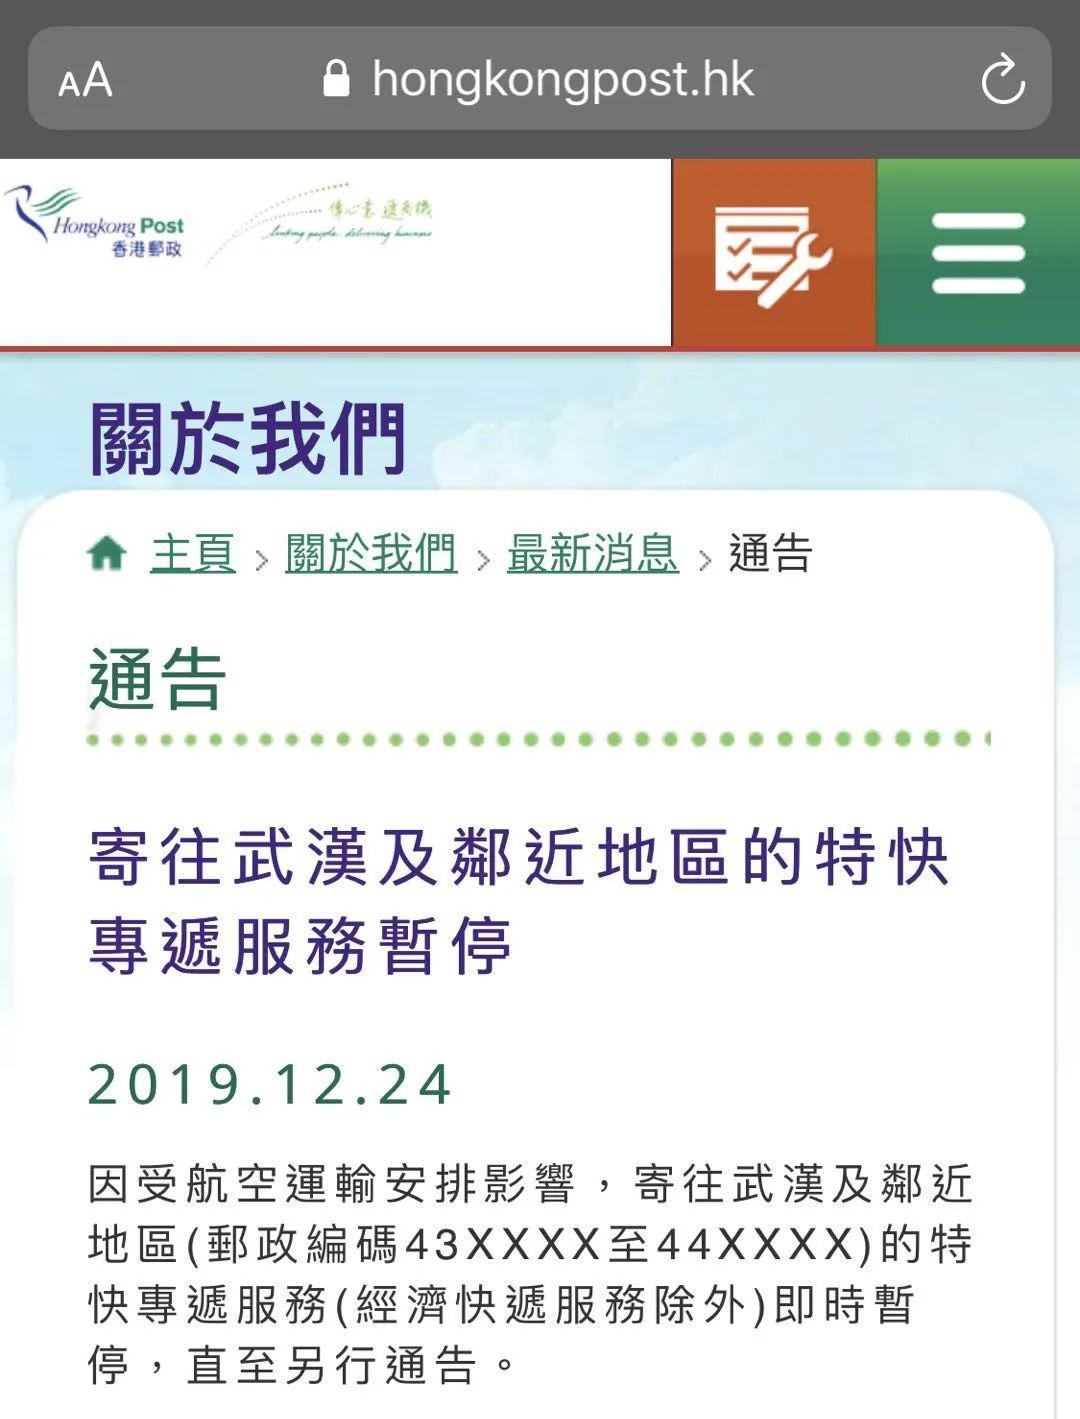 AA hongkongpost.hk
Hongkong Post
香港郵政
傳心意 遞商機
Linking people. Delivering business
關於我們
主頁 > 關於我們 > 最新消息 > 通告
通告
寄往武漢及鄰近地區的特快
專遞服務暫停
2019.12.24
因受航空運輸安排影響，寄往武漢及鄰近
地區(郵政編碼43XXXX至44XXXX)的特
快專遞服務(經濟快遞服務除外)即時暫
停，直至另行通告。